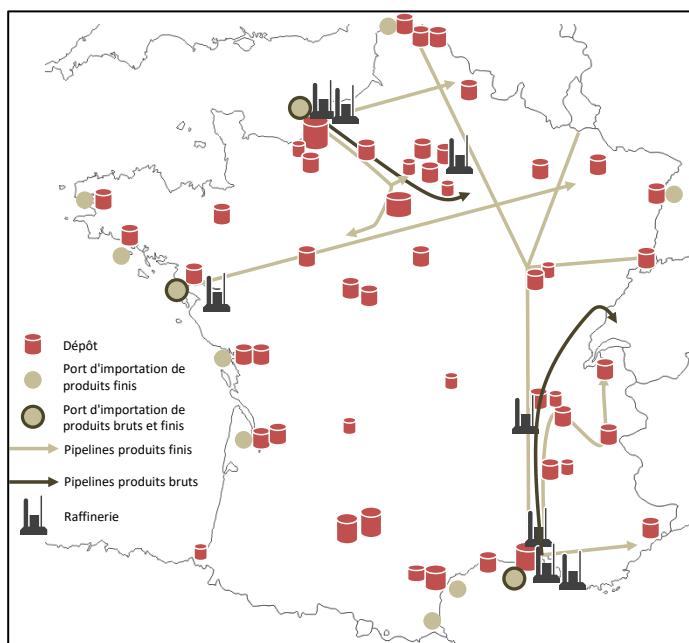 Dépôt
Port d'importation de
produits finis
Port d'importation de
produits bruts et finis
Pipelines produits finis
Pipelines produits bruts
Raffinerie